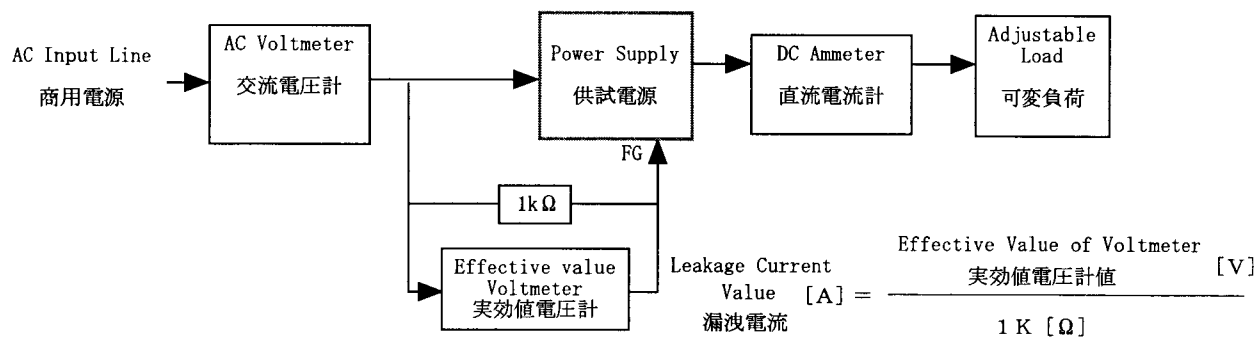 AC Input Line
商用電源
AC Voltmeter
交流電圧計
Power Supply
供試電源
DC Ammeter
直流電流計
Adjustable
Load
可変負荷
FG
1kΩ
Effective value
Voltmeter
実効値電圧計
Leakage Current
Value [A] =
漏洩電流
Effective Value of Voltmeter
実効値電圧計値 [V]
1K [Ω]